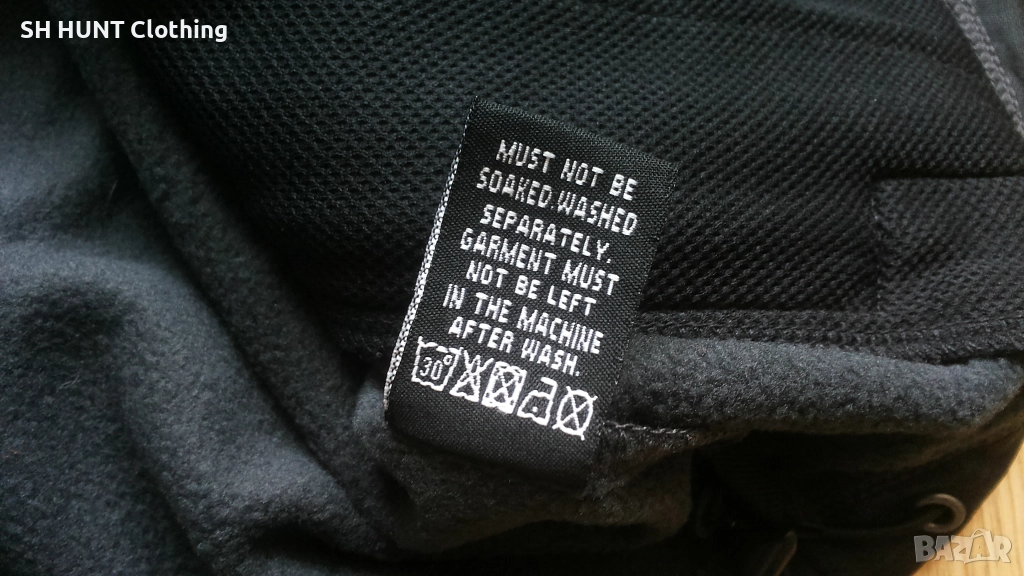 SH HUNT Clothing
MUST NOT BE
SOAKED.WASHED
SEPARATELY.
GARMENT MUST
NOT BE LEFT
IN THE MACHINE
AFTER WASH.
30°
BAZAR